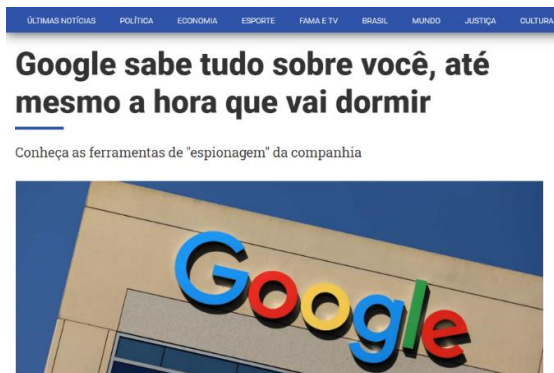 ÚLTIMAS NOTÍCIAS POLÍTICA ECONOMIA ESPORTE FAMA E TV BRASIL MUNDO JUSTIÇA CULTURA
Google sabe tudo sobre você, até
mesmo a hora que vai dormir
Conheça as ferramentas de "espionagem" da companhia
Google